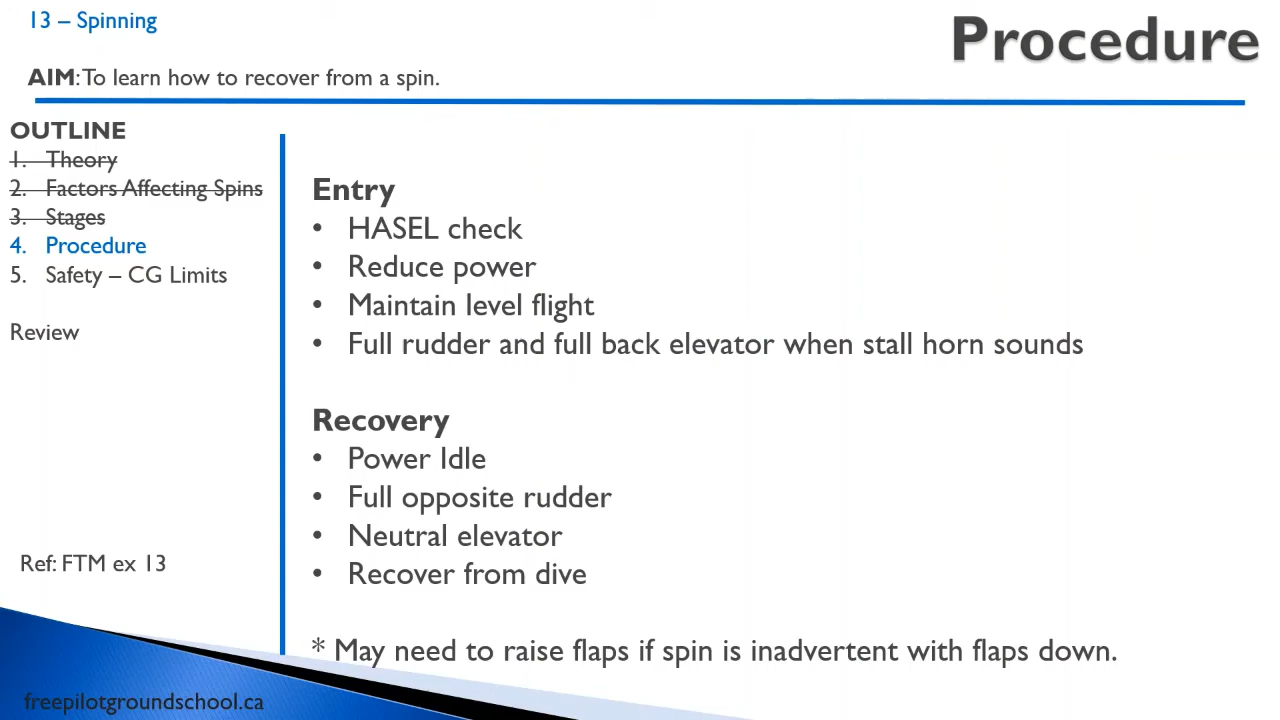 13 – Spinning
Procedure
AIM: To learn how to recover from a spin.
OUTLINE
1. Theory
2. Factors Affecting Spins
3. Stages
4. Procedure
5. Safety – CG Limits
Review
Ref: FTM ex 13
Entry
• HASEL check
• Reduce power
• Maintain level flight
• Full rudder and full back elevator when stall horn sounds
Recovery
• Power Idle
• Full opposite rudder
• Neutral elevator
• Recover from dive
* May need to raise flaps if spin is inadvertent with flaps down.
freepilotgroundschool.ca